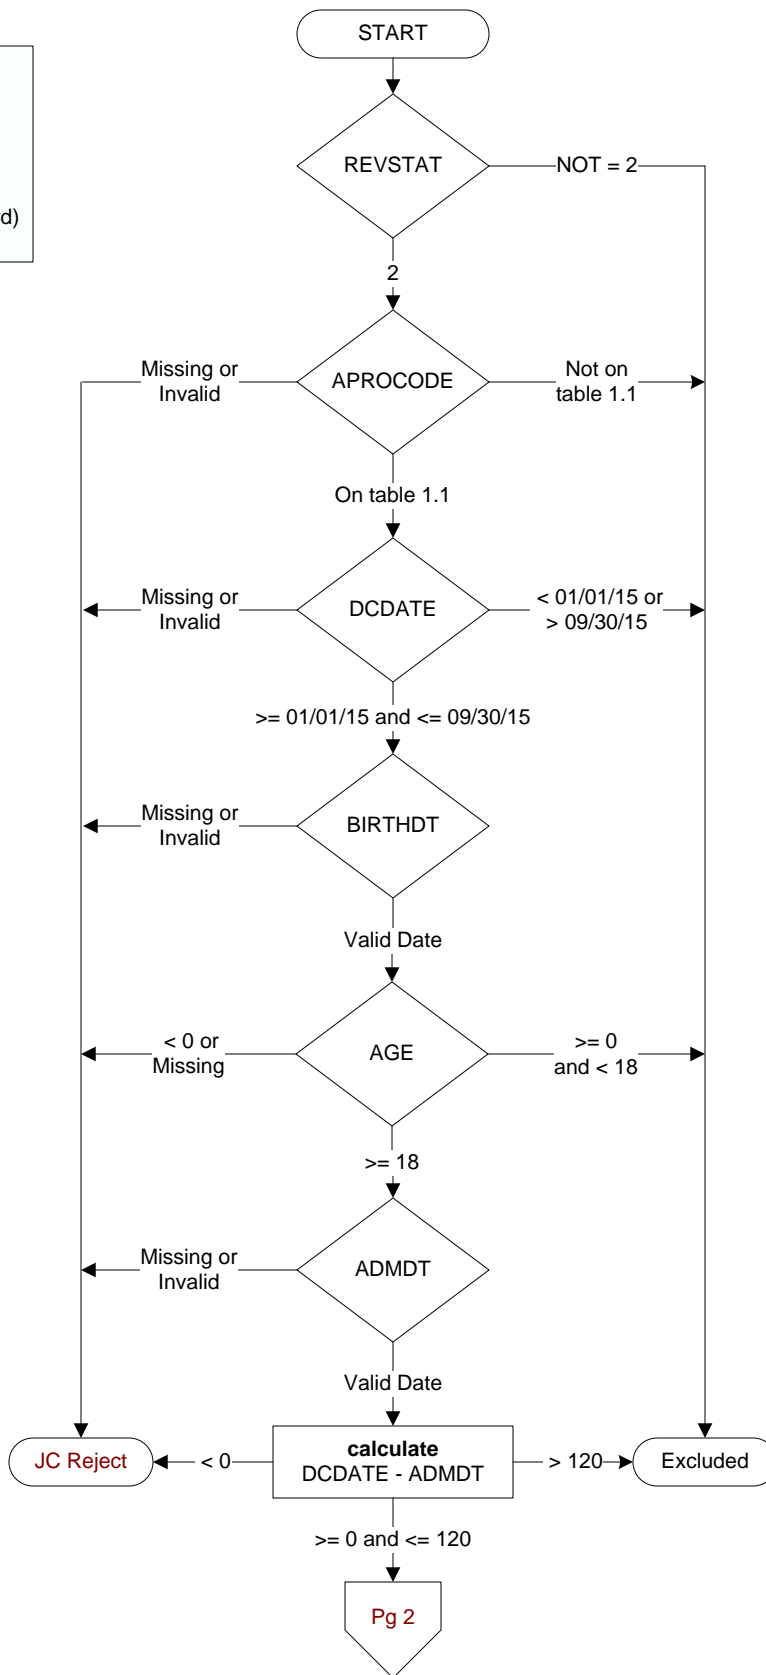 START
REVSTAT
NOT = 2
d)
2
Missing or
Invalid
APROCODE
Not on
table 1.1
On table 1.1
Missing or
Invalid
DCDATE
< 01/01/15 or
> 09/30/15
>= 01/01/15 and <= 09/30/15
Missing or
Invalid
BIRTHDT
Valid Date
< 0 or
Missing
AGE
>= 0
and < 18
>= 18
Missing or
Invalid
ADMDT
Valid Date
JC Reject
< 0
calculate
DCDATE - ADMDT
> 120
Excluded
>= 0 and <= 120
Pg 2